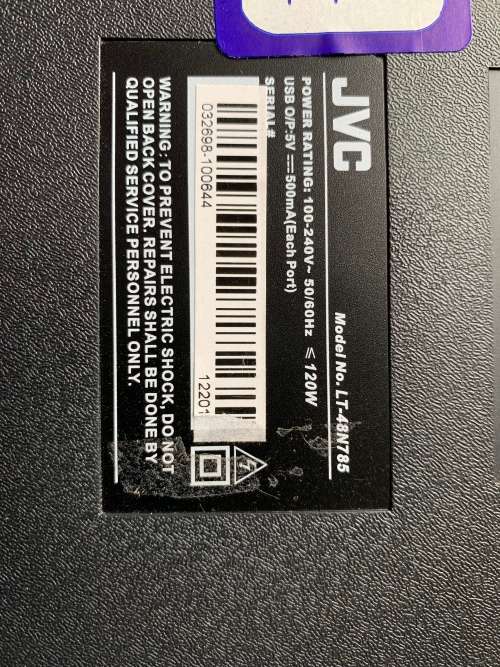 JVC
Model No. LT-48N785
POWER RATING: 100-240V~ 50/60Hz ≤ 120W
USB O/P:5V ⎓ 500mA(Each Port)
SERIAL#
032698-100644
12201
WARNING: TO PREVENT ELECTRIC SHOCK, DO NOT
OPEN BACK COVER. REPAIRS SHALL BE DONE BY
QUALIFIED SERVICE PERSONNEL ONLY.